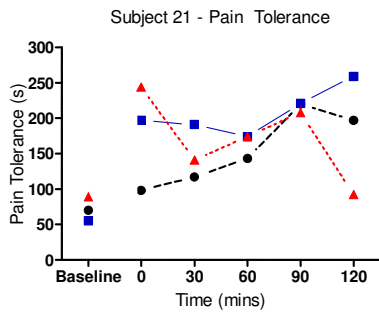 Subject 21 - Pain Tolerance
300
250
200
150
100
50
0
Pain Tolerance (s)
Baseline 0 30 60 90 120
Time (mins)